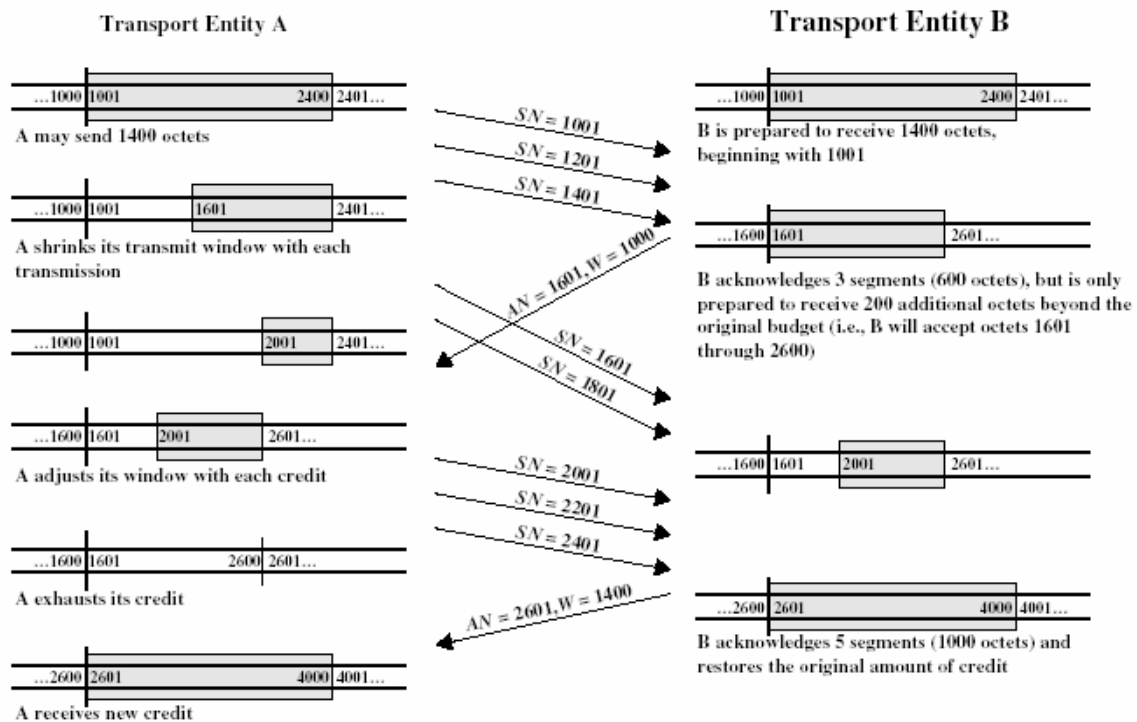 Transport Entity A
Transport Entity B
...1000 1001 2400 2401...
A may send 1400 octets
SN = 1001
SN = 1201
SN = 1401
...1000 1001 2400 2401...
B is prepared to receive 1400 octets,
beginning with 1001
...1000 1001 1601 2401...
A shrinks its transmit window with each
transmission
AN = 1601, W = 1000
...1600 1601 2601...
B acknowledges 3 segments (600 octets), but is only
prepared to receive 200 additional octets beyond the
original budget (i.e., B will accept octets 1601
through 2600)
...1000 1001 2001 2401...
SN = 1601
SN = 1801
...1600 1601 2001 2601...
A adjusts its window with each credit
SN = 2001
SN = 2201
SN = 2401
...1600 1601 2001 2601...
...1600 1601 2600 2601...
A exhausts its credit
AN = 2601, W = 1400
...2600 2601 4000 4001...
B acknowledges 5 segments (1000 octets) and
restores the original amount of credit
...2600 2601 4000 4001...
A receives new credit